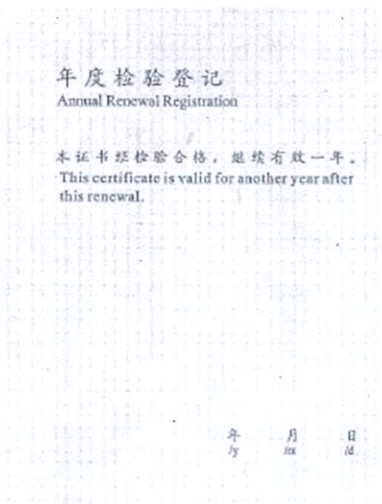 年度检验登记
Annual Renewal Registration
本证书经检验合格，继续有效一年。
This certificate is valid for another year after
this renewal.
年 月 日
/y /m /d